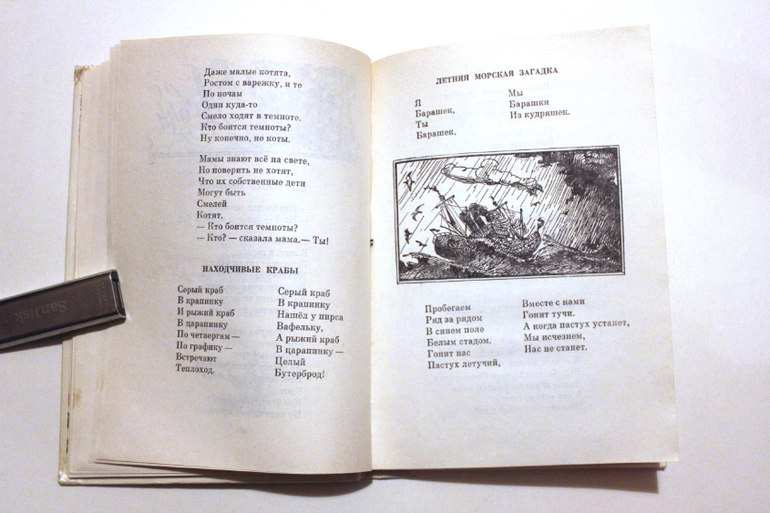 Даже малые котята,
Ростом с варежку, и те
По ночам
Одни куда-то
Смело ходят в темноте.
Кто боится темноты?
Ну конечно, не коты.
Мамы знают всё на свете,
Но поверить не хотят,
Что их собственные дети
Могут быть
Смелей
Котят.
— Кто боится темноты?
— Кто? — сказала мама.— Ты!
НАХОДЧИВЫЕ КРАБЫ
Серый краб
В крапинку
И рыжий краб
В царапинку
По четвергам —
По графику —
Встречают
Теплоход.
Серый краб
В крапинку
Нашёл у пирса
Вафельку,
А рыжий краб
В царапинку —
Целый
Бутерброд!
SanDisk
ЛЕТНЯЯ МОРСКАЯ ЗАГАДКА
Я
Барашек,
Ты
Барашек.
Мы
Барашки
Из кудряшек.
Пробегаем
Ряд за рядом
В синем поле
Белым стадом.
Гонит нас
Пастух летучий,
Вместе с нами
Гонит тучи.
А когда пастух устанет,
Мы исчезнем,
Нас не станет.